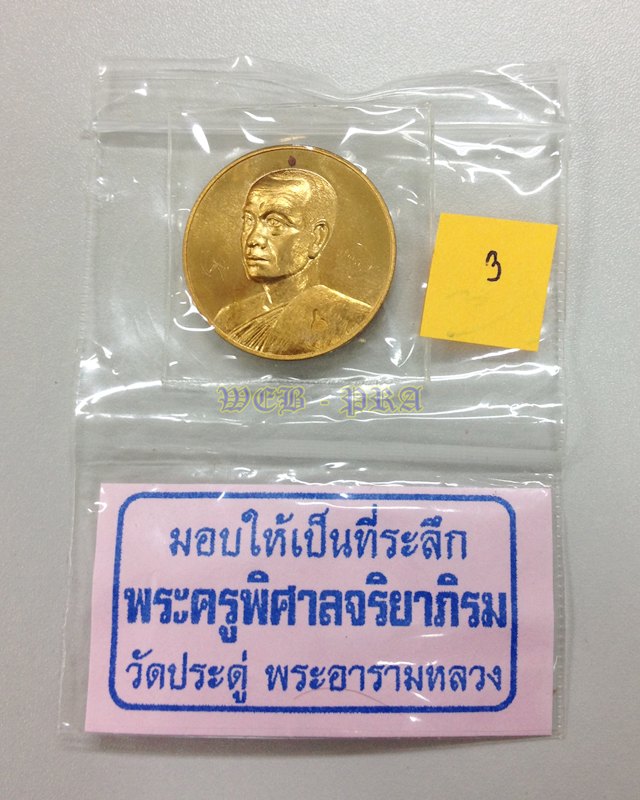 3
WEB - PRA
มอบให้เป็นที่ระลึก
พระครูพิศาลจริยาภิรม
วัดประดู่ พระอารามหลวง